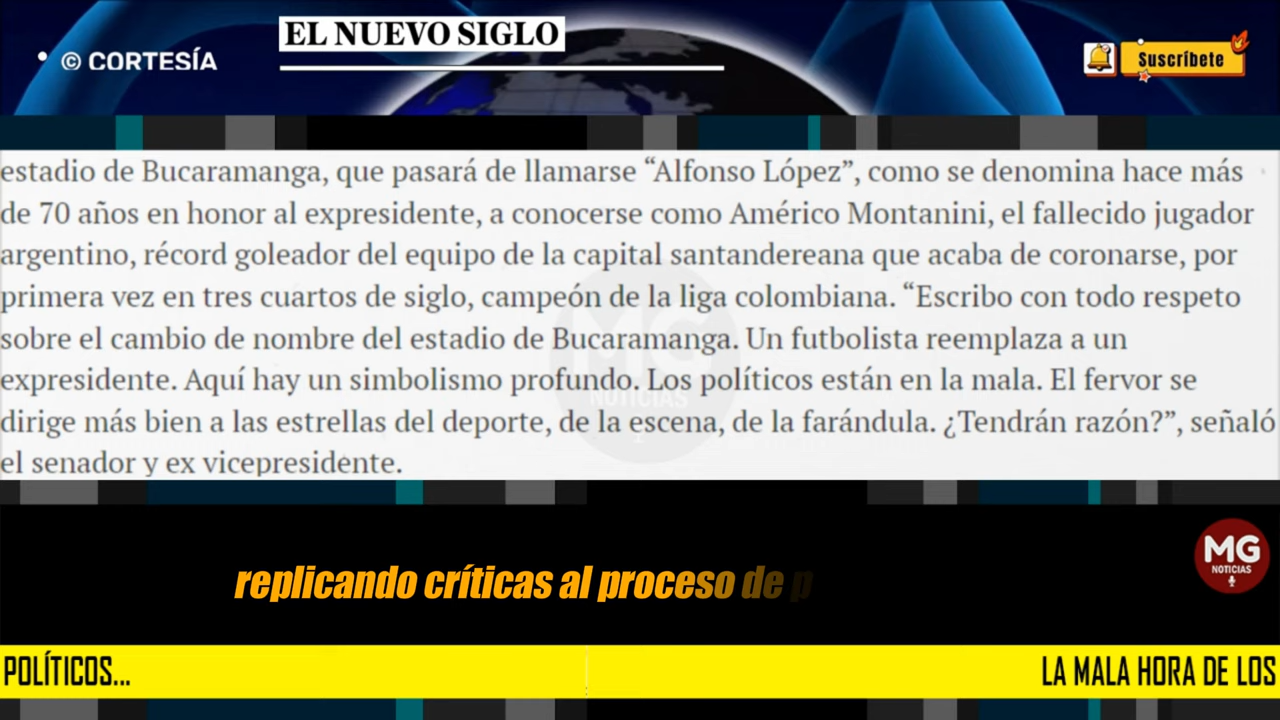 EL NUEVO SIGLO
© CORTESÍA
Suscríbete
estadio de Bucaramanga, que pasará de llamarse “Alfonso López”, como se denomina hace más
de 70 años en honor al expresidente, a conocerse como Américo Montanini, el fallecido jugador
argentino, récord goleador del equipo de la capital santandereana que acaba de coronarse, por
primera vez en tres cuartos de siglo, campeón de la liga colombiana. “Escribo con todo respeto
sobre el cambio de nombre del estadio de Bucaramanga. Un futbolista reemplaza a un
expresidente. Aquí hay un simbolismo profundo. Los políticos están en la mala. El fervor se
dirige más bien a las estrellas del deporte, de la escena, de la farándula. ¿Tendrán razón?”, señaló
el senador y ex vicepresidente.
MG
NOTICIAS
replicando críticas al proceso de p
MG
NOTICIAS
POLÍTICOS...
LA MALA HORA DE LOS